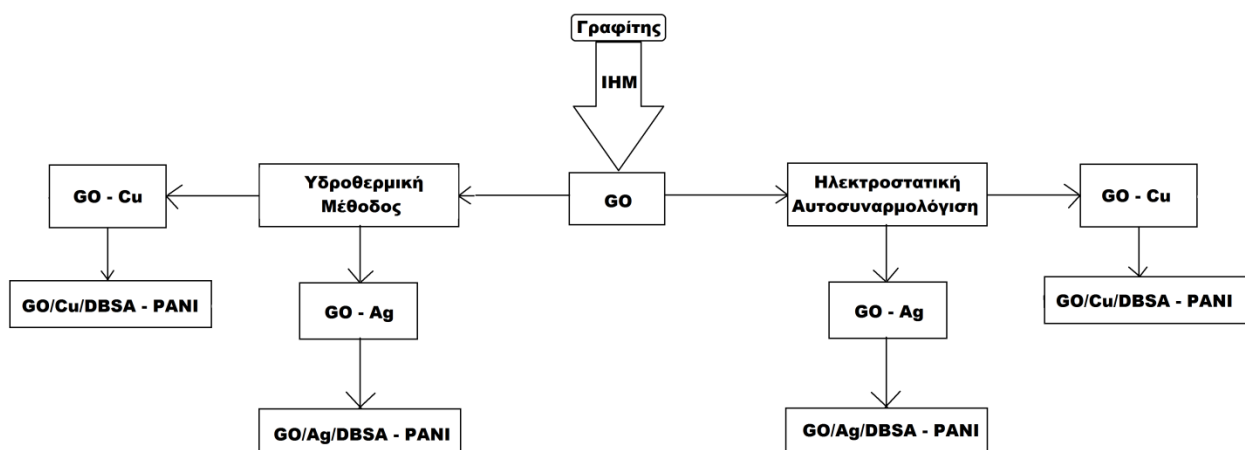 Γραφίτης
IHM
GO
Υδροθερμική
Μέθοδος
GO - Cu
GO/Cu/DBSA - PANI
GO - Ag
GO/Ag/DBSA - PANI
Ηλεκτροστατική
Αυτοσυναρμολόγιση
GO - Cu
GO/Cu/DBSA - PANI
GO - Ag
GO/Ag/DBSA - PANI